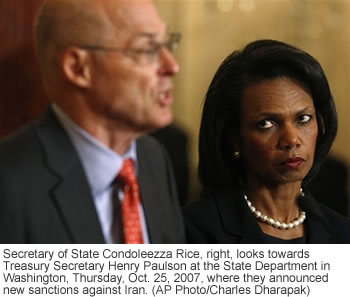 Secretary of State Condoleezza Rice, right, looks towards
Treasury Secretary Henry Paulson at the State Department in
Washington, Thursday, Oct. 25, 2007, where they announced
new sanctions against Iran. (AP Photo/Charles Dharapak)